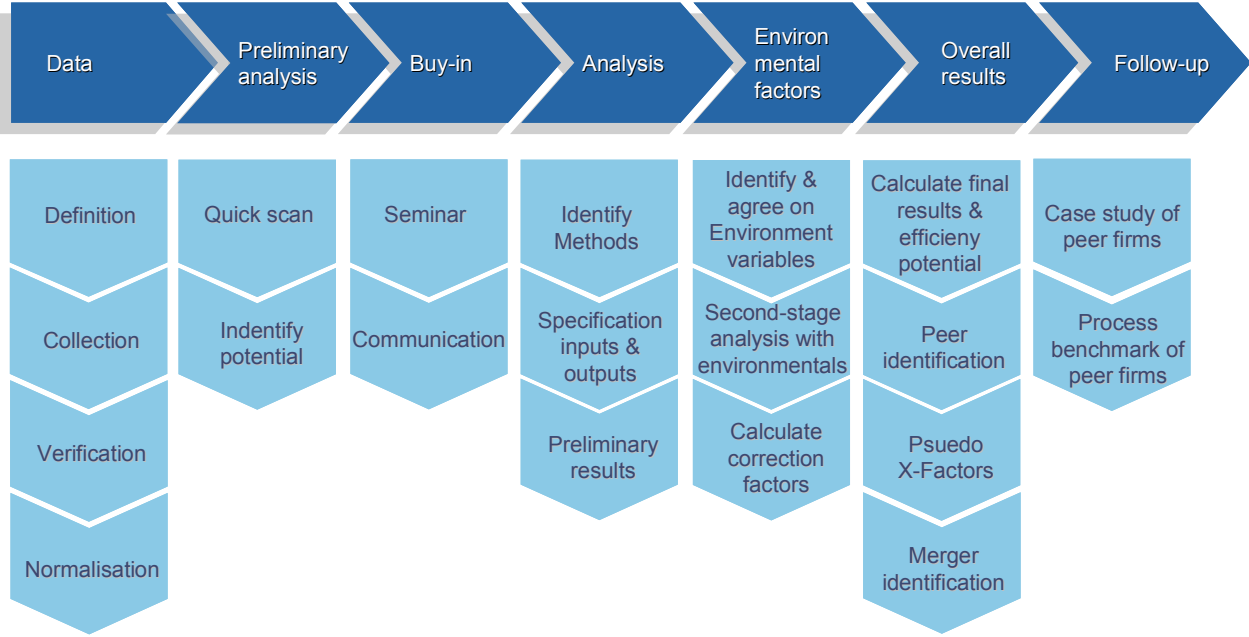 Data
Preliminary
analysis
Buy-in
Analysis
Environ
mental
factors
Overall
results
Follow-up
Definition
Collection
Verification
Normalisation
Quick scan
Indentify
potential
Seminar
Communication
Identify
Methods
Specification
inputs &
outputs
Preliminary
results
Identify &
agree on
Environment
variables
Second-stage
analysis with
environmentals
Calculate
correction
factors
Calculate final
results &
efficieny
potential
Peer
identification
Psuedo
X-Factors
Merger
identification
Case study of
peer firms
Process
benchmark of
peer firms